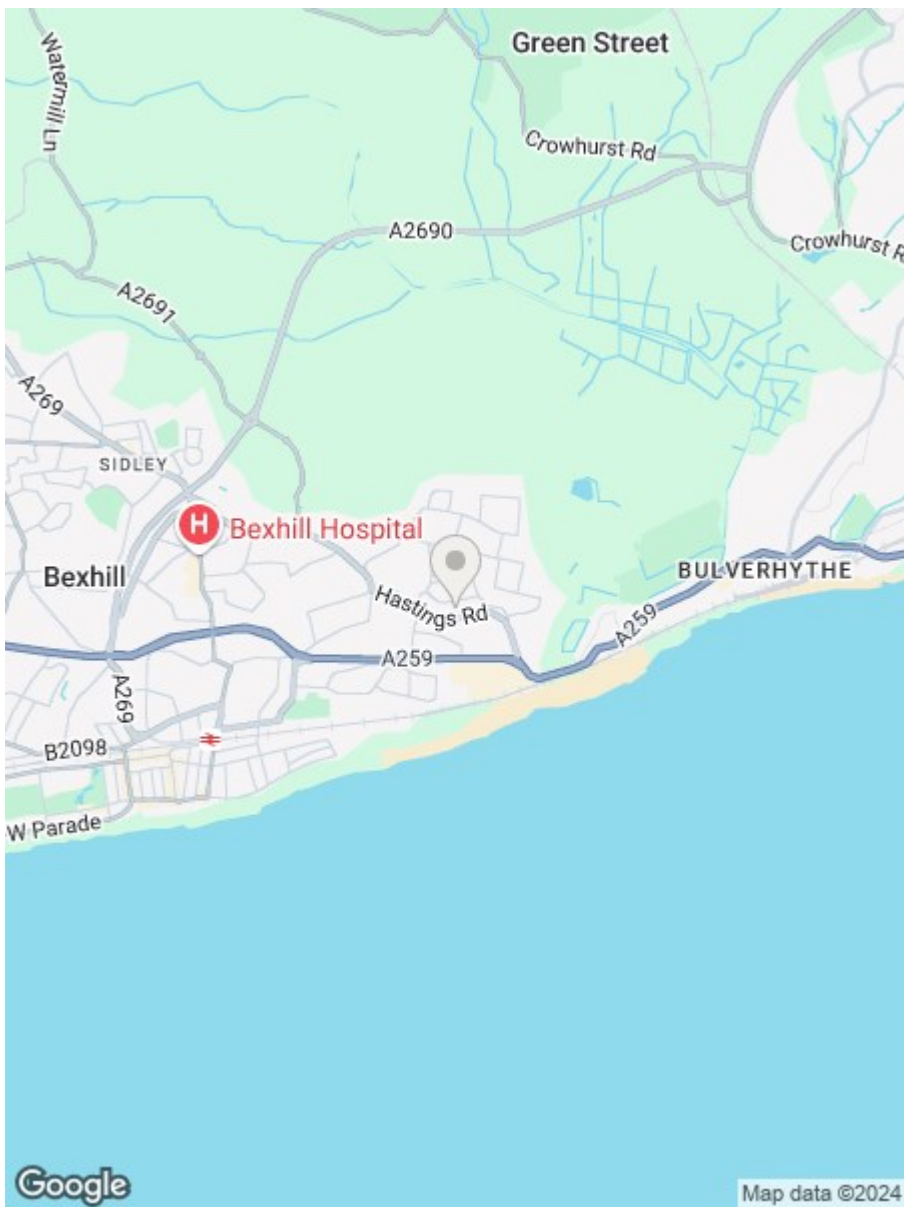 Green Street
Watermill Ln
Crowhurst Rd
A2690
Crowhurst R
A2691
A269
SIDLEY
H
Bexhill Hospital
Bexhill
BULVERHYTHE
Hastings Rd
A259
A259
A269
B2098
W Parade
Google
Map data ©2024